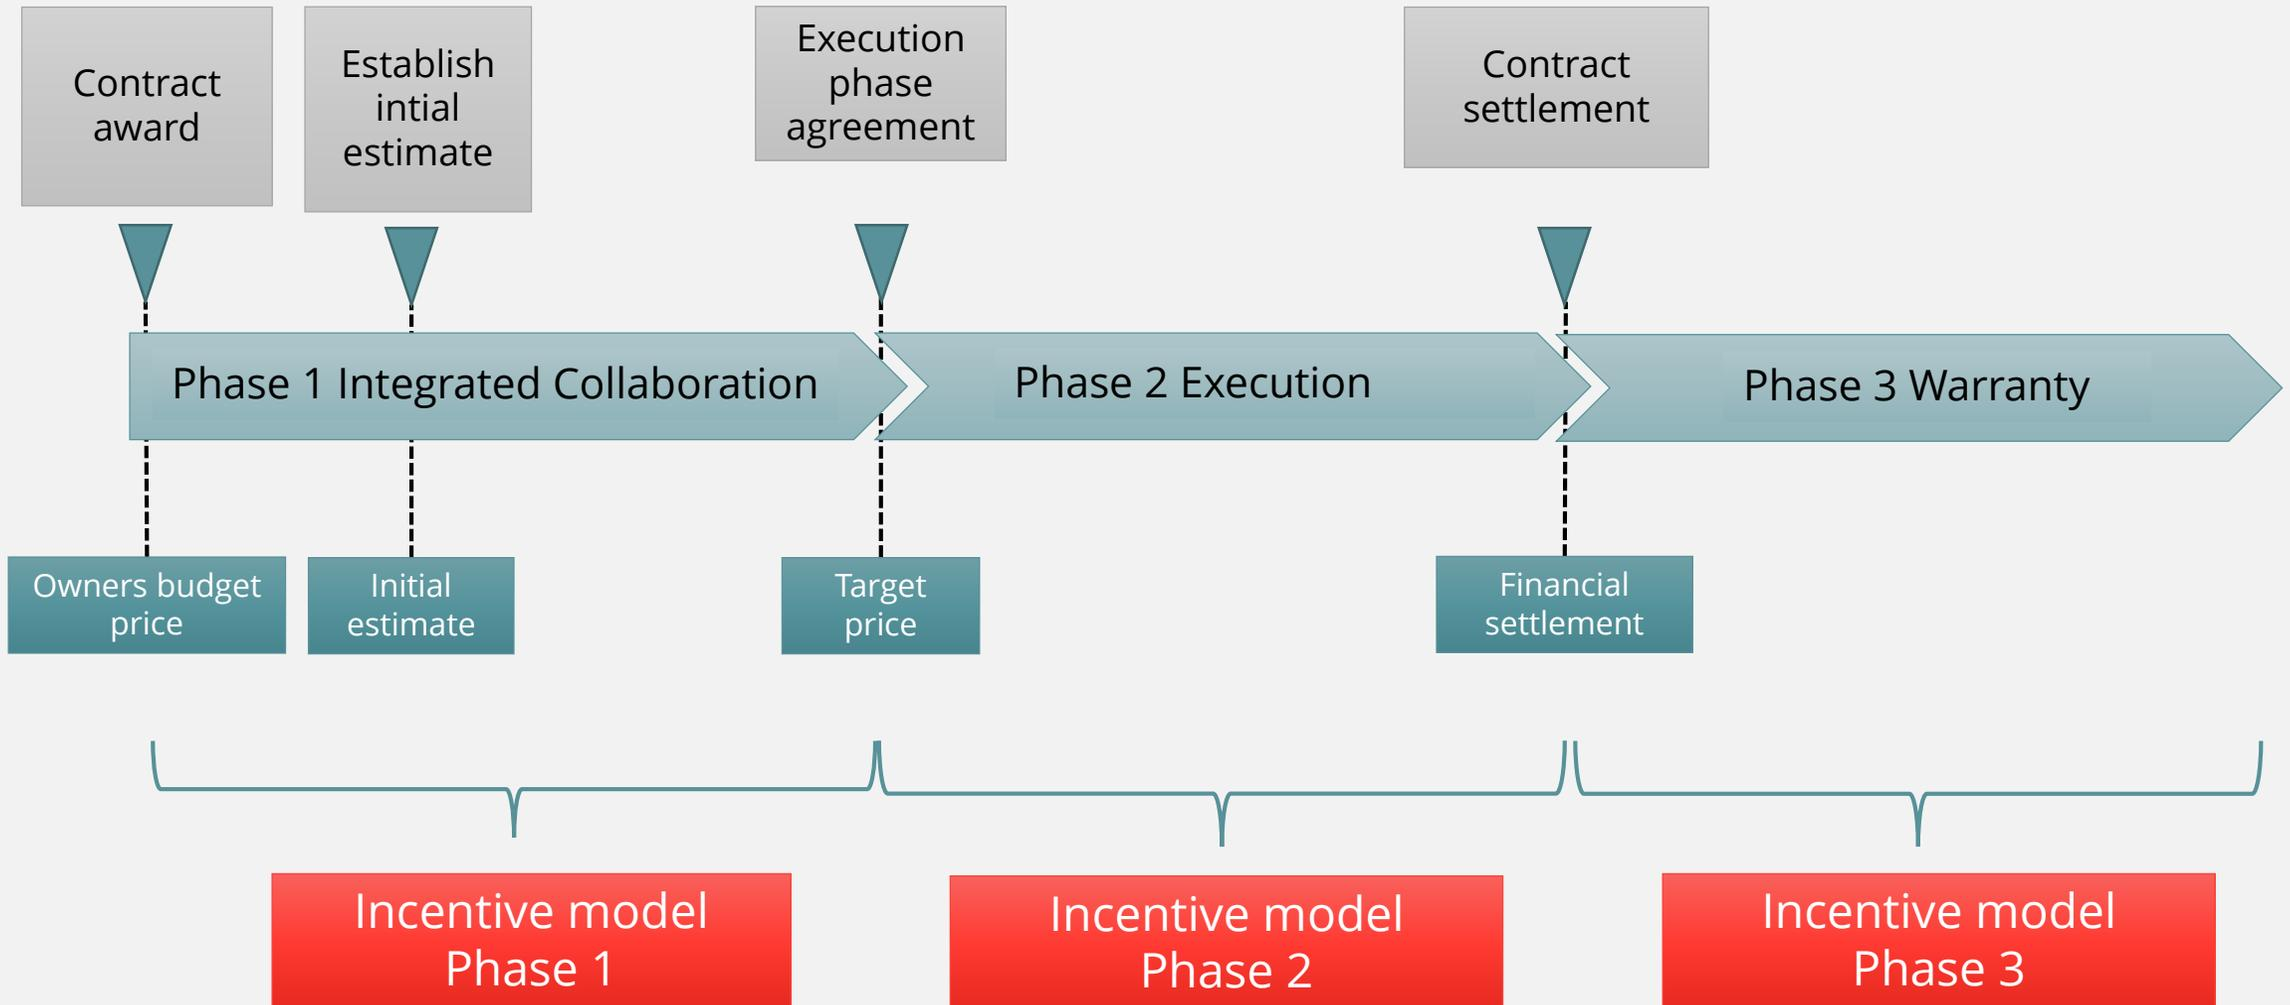 Contract
award
Establish
intial
estimate
Execution
phase
agreement
Contract
settlement
Phase 1 Integrated Collaboration
Phase 2 Execution
Phase 3 Warranty
Owners budget
price
Initial
estimate
Target
price
Financial
settlement
Incentive model
Phase 1
Incentive model
Phase 2
Incentive model
Phase 3